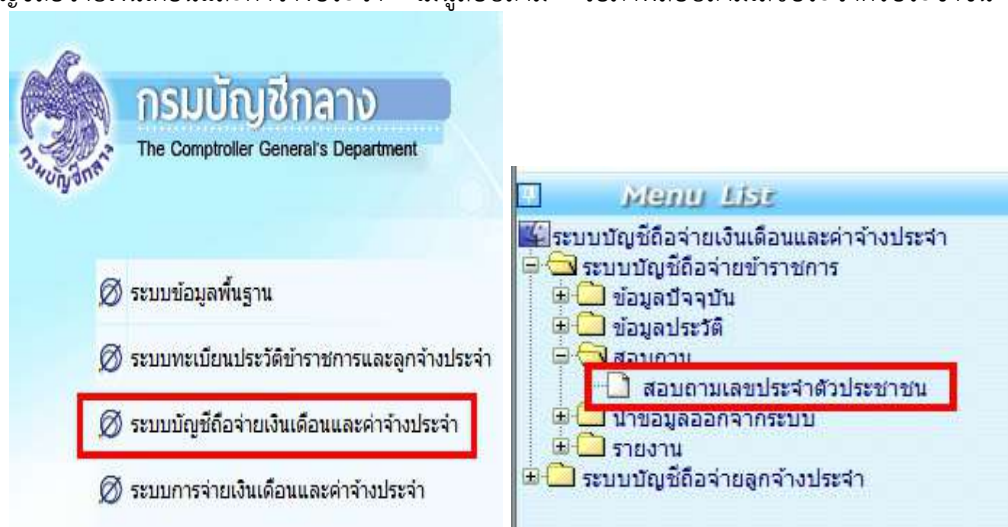 กรมบัญชีกลาง
The Comptroller General's Department
กรมบัญชีกลาง
ระบบข้อมูลพื้นฐาน
ระบบทะเบียนประวัติข้าราชการและลูกจ้างประจำ
ระบบบัญชีถือจ่ายเงินเดือนและค่าจ้างประจำ
ระบบการจ่ายเงินเดือนและค่าจ้างประจำ
Menu List
ระบบบัญชีถือจ่ายเงินเดือนและค่าจ้างประจำ
ระบบบัญชีถือจ่ายข้าราชการ
ข้อมูลปัจจุบัน
ข้อมูลประวัติ
สอบถาม
สอบถามเลขประจำตัวประชาชน
นำข้อมูลออกจากระบบ
รายงาน
ระบบบัญชีถือจ่ายลูกจ้างประจำ